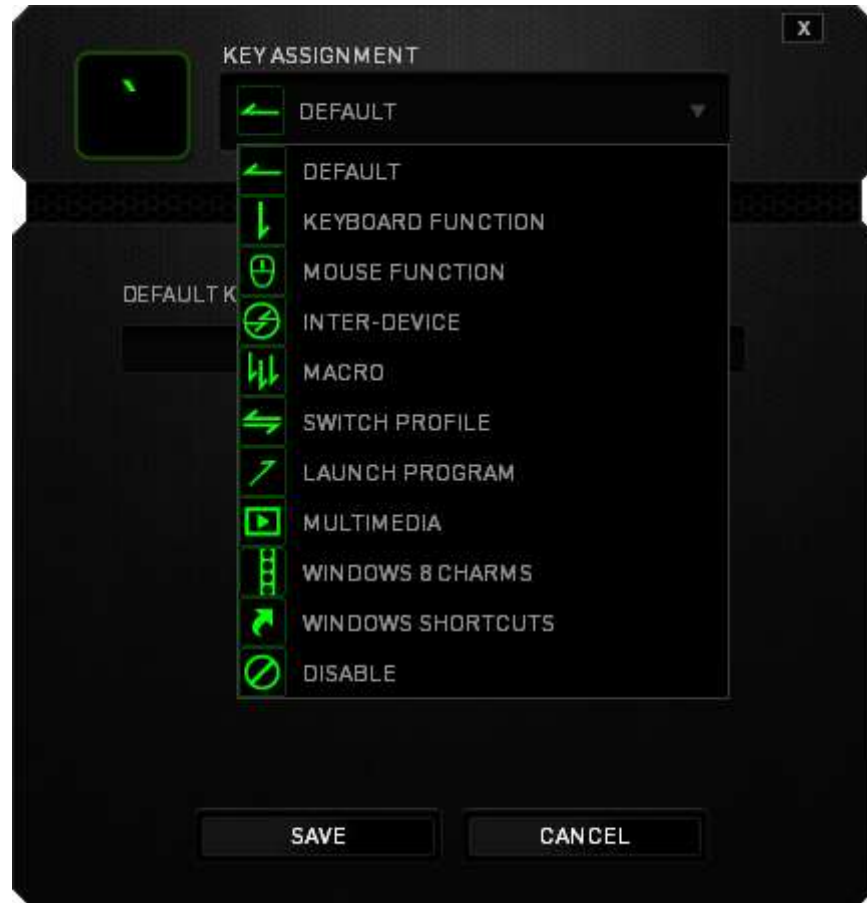 X
KEY ASSIGNMENT
`
DEFAULT
DEFAULT
KEYBOARD FUNCTION
MOUSE FUNCTION
DEFAULT K
INTER-DEVICE
MACRO
SWITCH PROFILE
LAUNCH PROGRAM
MULTIMEDIA
WINDOWS 8 CHARMS
WINDOWS SHORTCUTS
DISABLE
SAVE
CANCEL